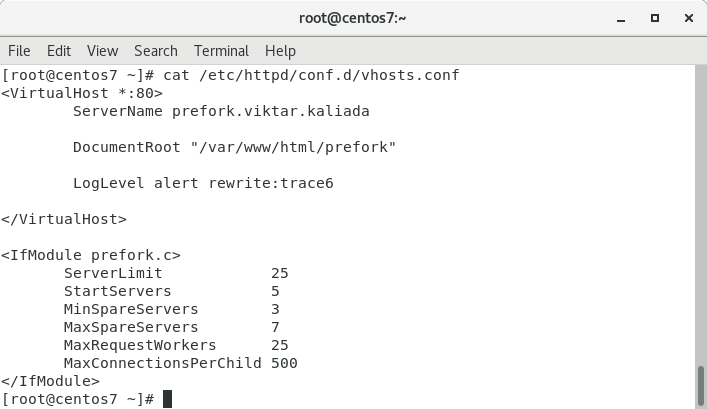 root@centos7:~
File Edit View Search Terminal Help
[root@centos7 ~]# cat /etc/httpd/conf.d/vhosts.conf
<VirtualHost *:80>
        ServerName prefork.viktar.kaliada
        DocumentRoot "/var/www/html/prefork"
        LogLevel alert rewrite:trace6
</VirtualHost>
<IfModule prefork.c>
       ServerLimit            25
       StartServers           5
       MinSpareServers        3
       MaxSpareServers        7
       MaxRequestWorkers      25
       MaxConnectionsPerChild 500
</IfModule>
[root@centos7 ~]#